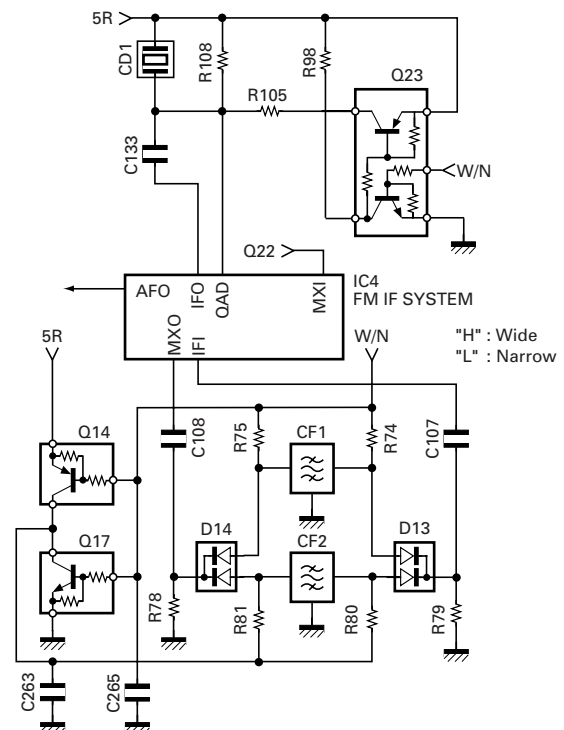 5R
CD1
R108
R98
Q23
R105
C133
W/N
Q22
IC4
FM IF SYSTEM
AFO
IFO
QAD
MXI
MXO
IFI
5R
W/N
"H" : Wide
"L" : Narrow
Q14
C108
R75
CF1
R74
C107
Q17
D14
CF2
D13
R78
R81
R80
R79
C263
C265